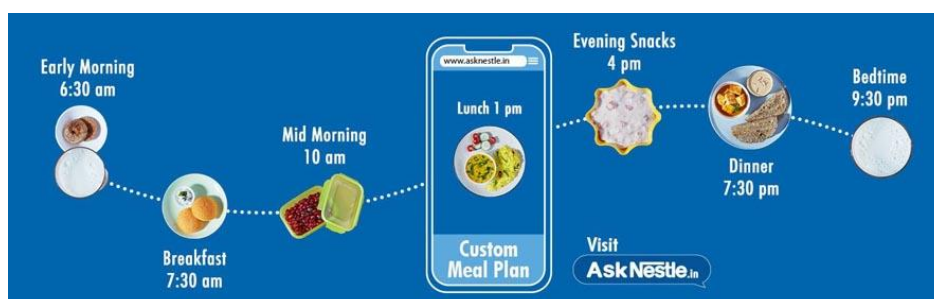 Early Morning
6:30 am
Breakfast
7:30 am
Mid Morning
10 am
www.asknestle.in
Lunch 1 pm
Custom
Meal Plan
Evening Snacks
4 pm
Dinner
7:30 pm
Bedtime
9:30 pm
Visit
AskNestle.in